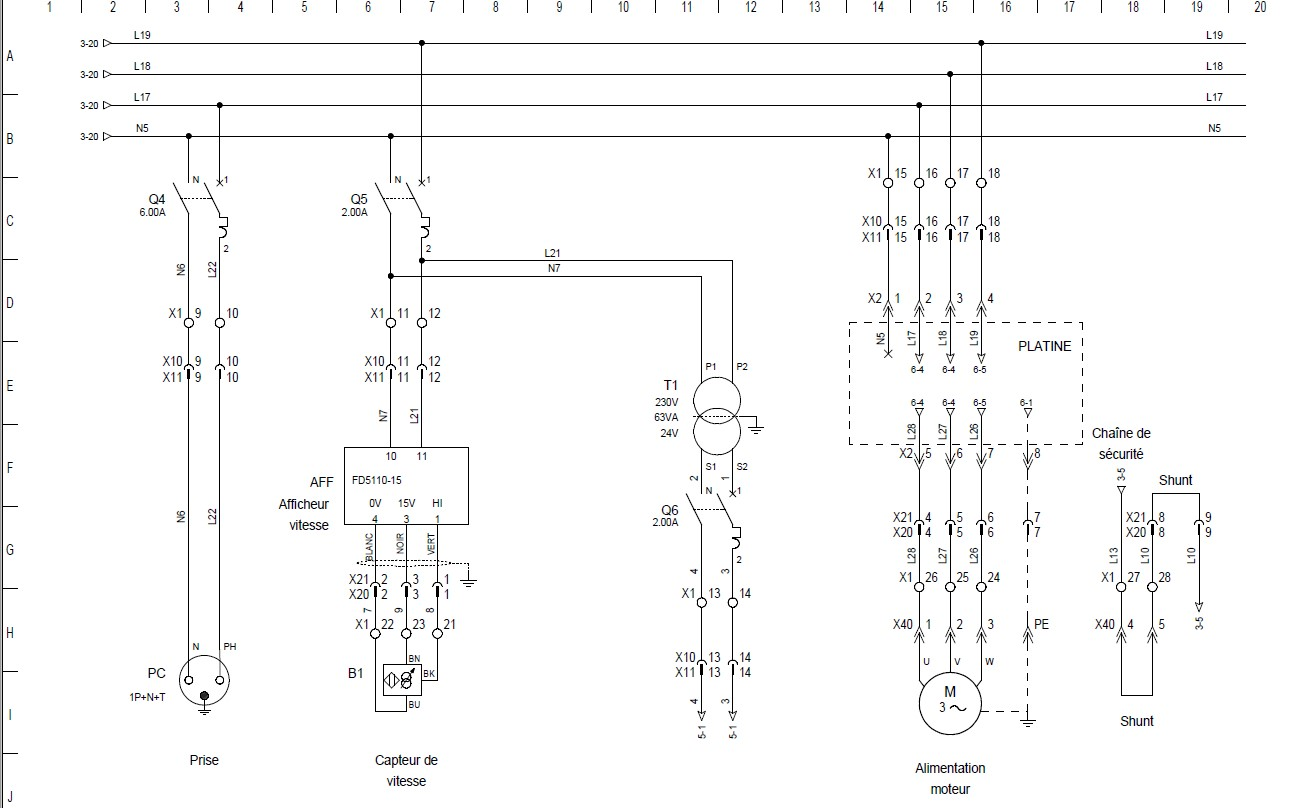 1 2 3 4 5 6 7 8 9 10 11 12 13 14 15 16 17 18 19 20
A
3-20 L19 L19
3-20 L18 L18
B
3-20 L17 L17
3-20 N5 N5
X1 15 16 17 18
C
Q4 N 1
6.00A
2
Q5 N 1
2.00A
2
X10 15 16 17 18
X11 15 16 17 18
L21
N7
D
N6 L22
X1 9 10
X1 11 12
X2 1 2 3 4
N5 L17 L18 L19
PLATINE
6-4 6-4 6-5
E
X10 9 10
X11 9 10
X10 11 12
X11 11 12
N7 L21
P1 P2
T1
230V
63VA
24V
6-4 6-4 6-5 6-1
L28 L27 L26
F
10 11
AFF
Afficheur
vitesse
FD5110-15
0V 15V HI
4 3 1
S1 S2
2 1
Q6 N 1
2.00A
2
X2 5 6 7 8
Chaîne de
sécurité
3-5
Shunt
G
N6 L22
BLANC NOIR VERT
X21 2 3 1
X20 2 3 1
4 3
X21 4 5 6 7
X20 4 5 6 7
L28 L27 L26
X21 8 9
X20 8 9
L13 L10 L10
H
7 9 8
X1 22 23 21
X1 13 14
X1 26 25 24
X1 27 28
3-5
X40 1 2 3 PE
X40 4 5
N PH
PC
1P+N+T
B1
BN
BK
BU
X10 13 14
X11 13 14
4 3
5-1 5-1
U V W
M
3
I
Shunt
Prise
Capteur de
vitesse
Alimentation
moteur
J